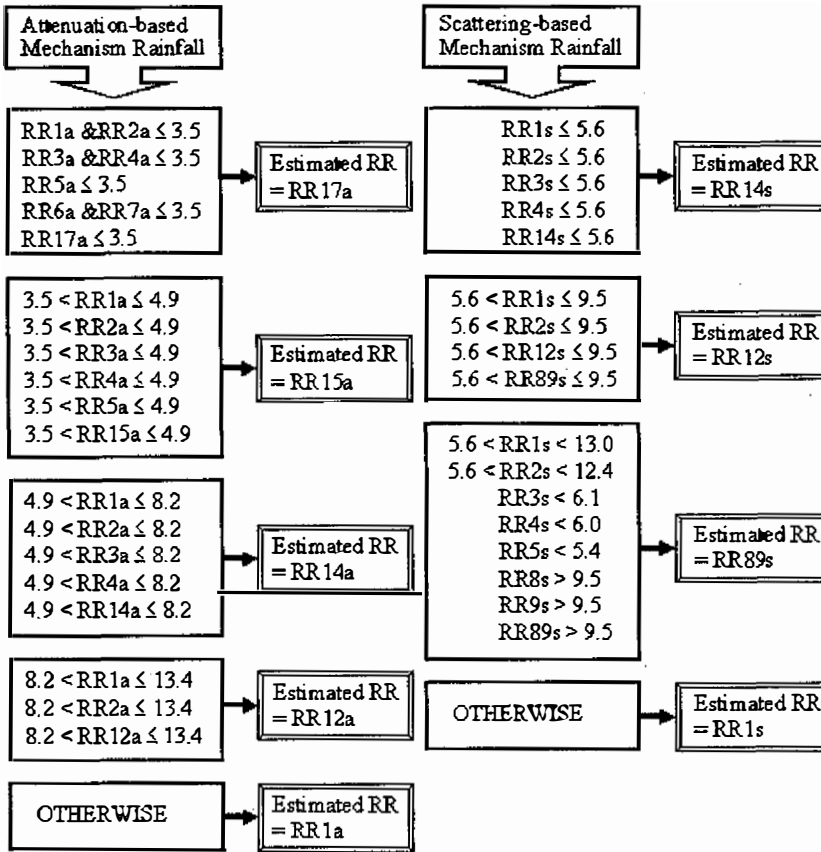 Attenuation-based
Mechanism Rainfall
RR1a &RR2a ≤ 3.5
RR3a &RR4a ≤ 3.5
RR5a ≤ 3.5
RR6a &RR7a ≤ 3.5
RR17a ≤ 3.5
Estimated RR
= RR17a
3.5 < RR1a ≤ 4.9
3.5 < RR2a ≤ 4.9
3.5 < RR3a ≤ 4.9
3.5 < RR4a ≤ 4.9
3.5 < RR5a ≤ 4.9
3.5 < RR15a ≤ 4.9
Estimated RR
= RR15a
4.9 < RR1a ≤ 8.2
4.9 < RR2a ≤ 8.2
4.9 < RR3a ≤ 8.2
4.9 < RR4a ≤ 8.2
4.9 < RR14a ≤ 8.2
Estimated RR
= RR14a
8.2 < RR1a ≤ 13.4
8.2 < RR2a ≤ 13.4
8.2 < RR12a ≤ 13.4
Estimated RR
= RR12a
OTHERWISE
Estimated RR
= RR1a
Scattering-based
Mechanism Rainfall
RR1s ≤ 5.6
RR2s ≤ 5.6
RR3s ≤ 5.6
RR4s ≤ 5.6
RR14s ≤ 5.6
Estimated RR
= RR14s
5.6 < RR1s ≤ 9.5
5.6 < RR2s ≤ 9.5
5.6 < RR12s ≤ 9.5
5.6 < RR89s ≤ 9.5
Estimated RR
= RR12s
5.6 < RR1s < 13.0
5.6 < RR2s < 12.4
RR3s < 6.1
RR4s < 6.0
RR5s < 5.4
RR8s > 9.5
RR9s > 9.5
RR89s > 9.5
Estimated RR
= RR89s
OTHERWISE
Estimated RR
= RR1s